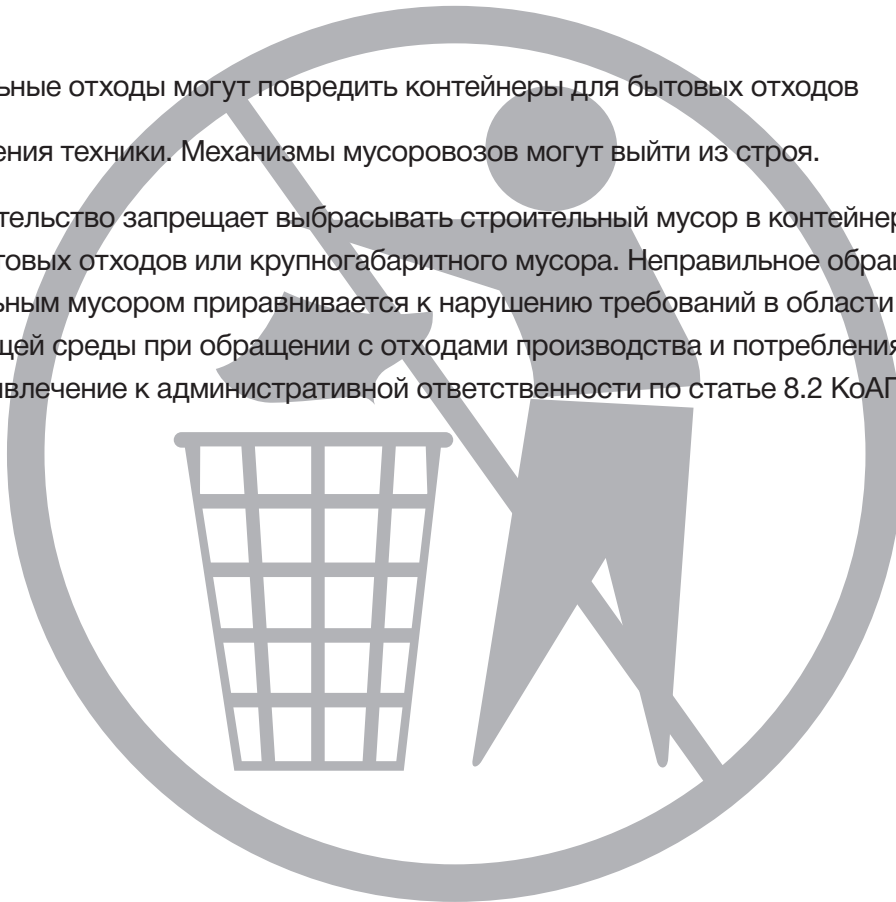 ьные отходы могут повредить контейнеры для бытовых отходов
ения техники. Механизмы мусоровозов могут выйти из строя.
тельство запрещает выбрасывать строительный мусор в контейнер
товых отходов или крупногабаритного мусора. Неправильное обра
ьным мусором приравнивается к нарушению требований в области
щей среды при обращении с отходами производства и потребления
ивлечение к административной ответственности по статье 8.2 КоАП